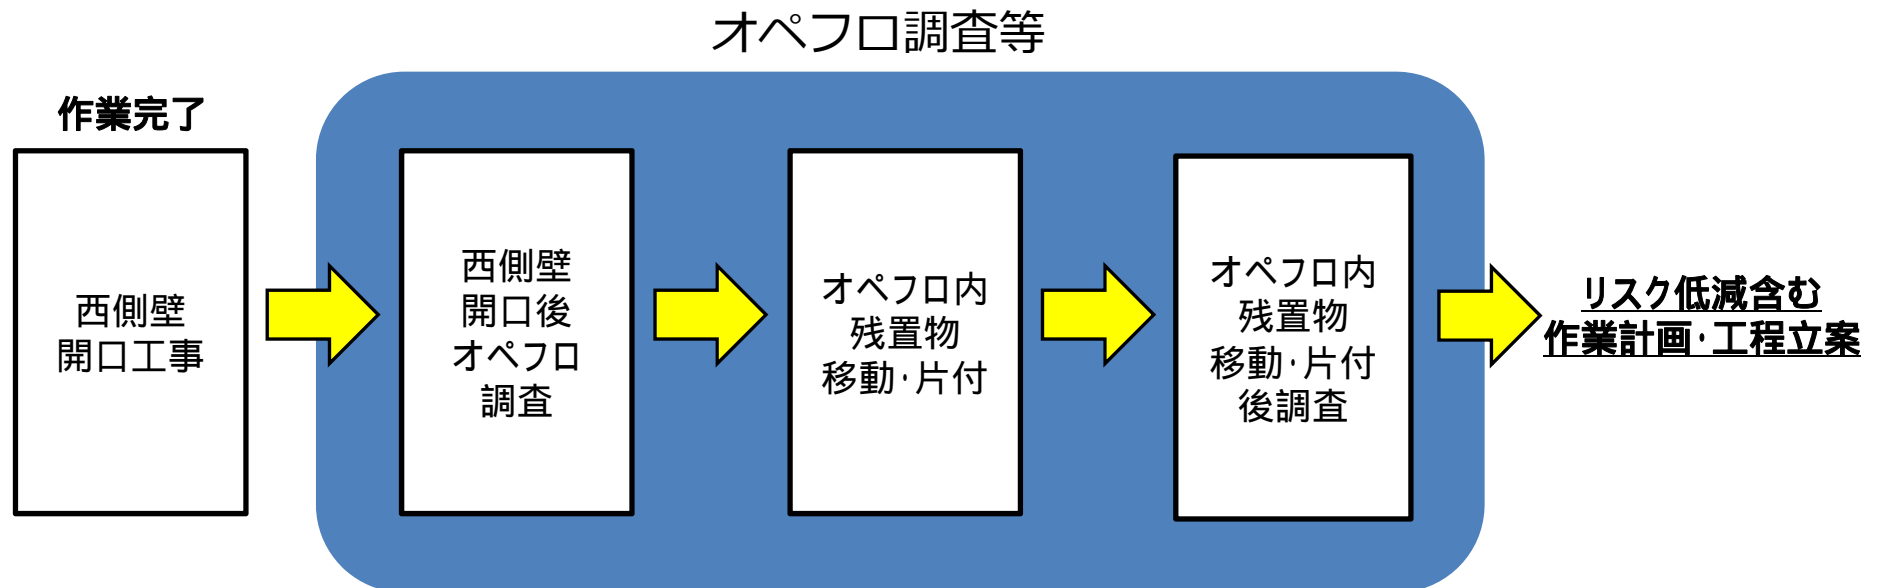 オペフロ調査等
作業完了
西側壁
開口工事
西側壁
開口後
オペフロ
調査
オペフロ内
残置物
移動・片付
オペフロ内
残置物
移動・片付
後調査
リスク低減含む
作業計画・工程立案